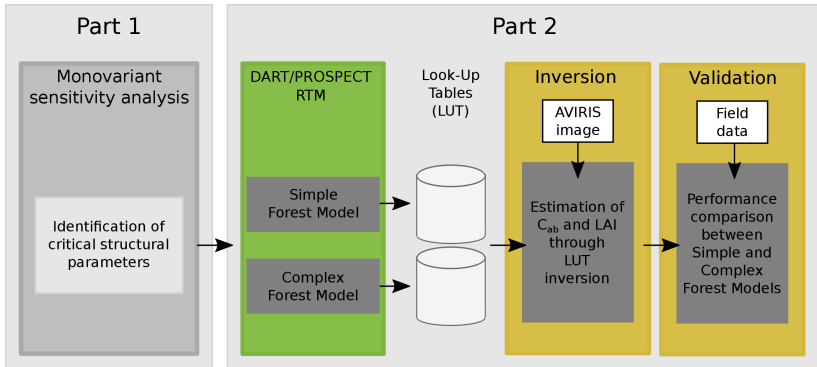 Part 1
Monovariant
sensitivity analysis
Identification of
critical structural
parameters
Part 2
DART/PROSPECT
RTM
Simple
Forest Model
Complex
Forest Model
Look-Up
Tables
(LUT)
Inversion
AVIRIS
image
Estimation of
Cab and LAI
through
LUT
inversion
Validation
Field
data
Performance
comparison
between
Simple and
Complex
Forest Models